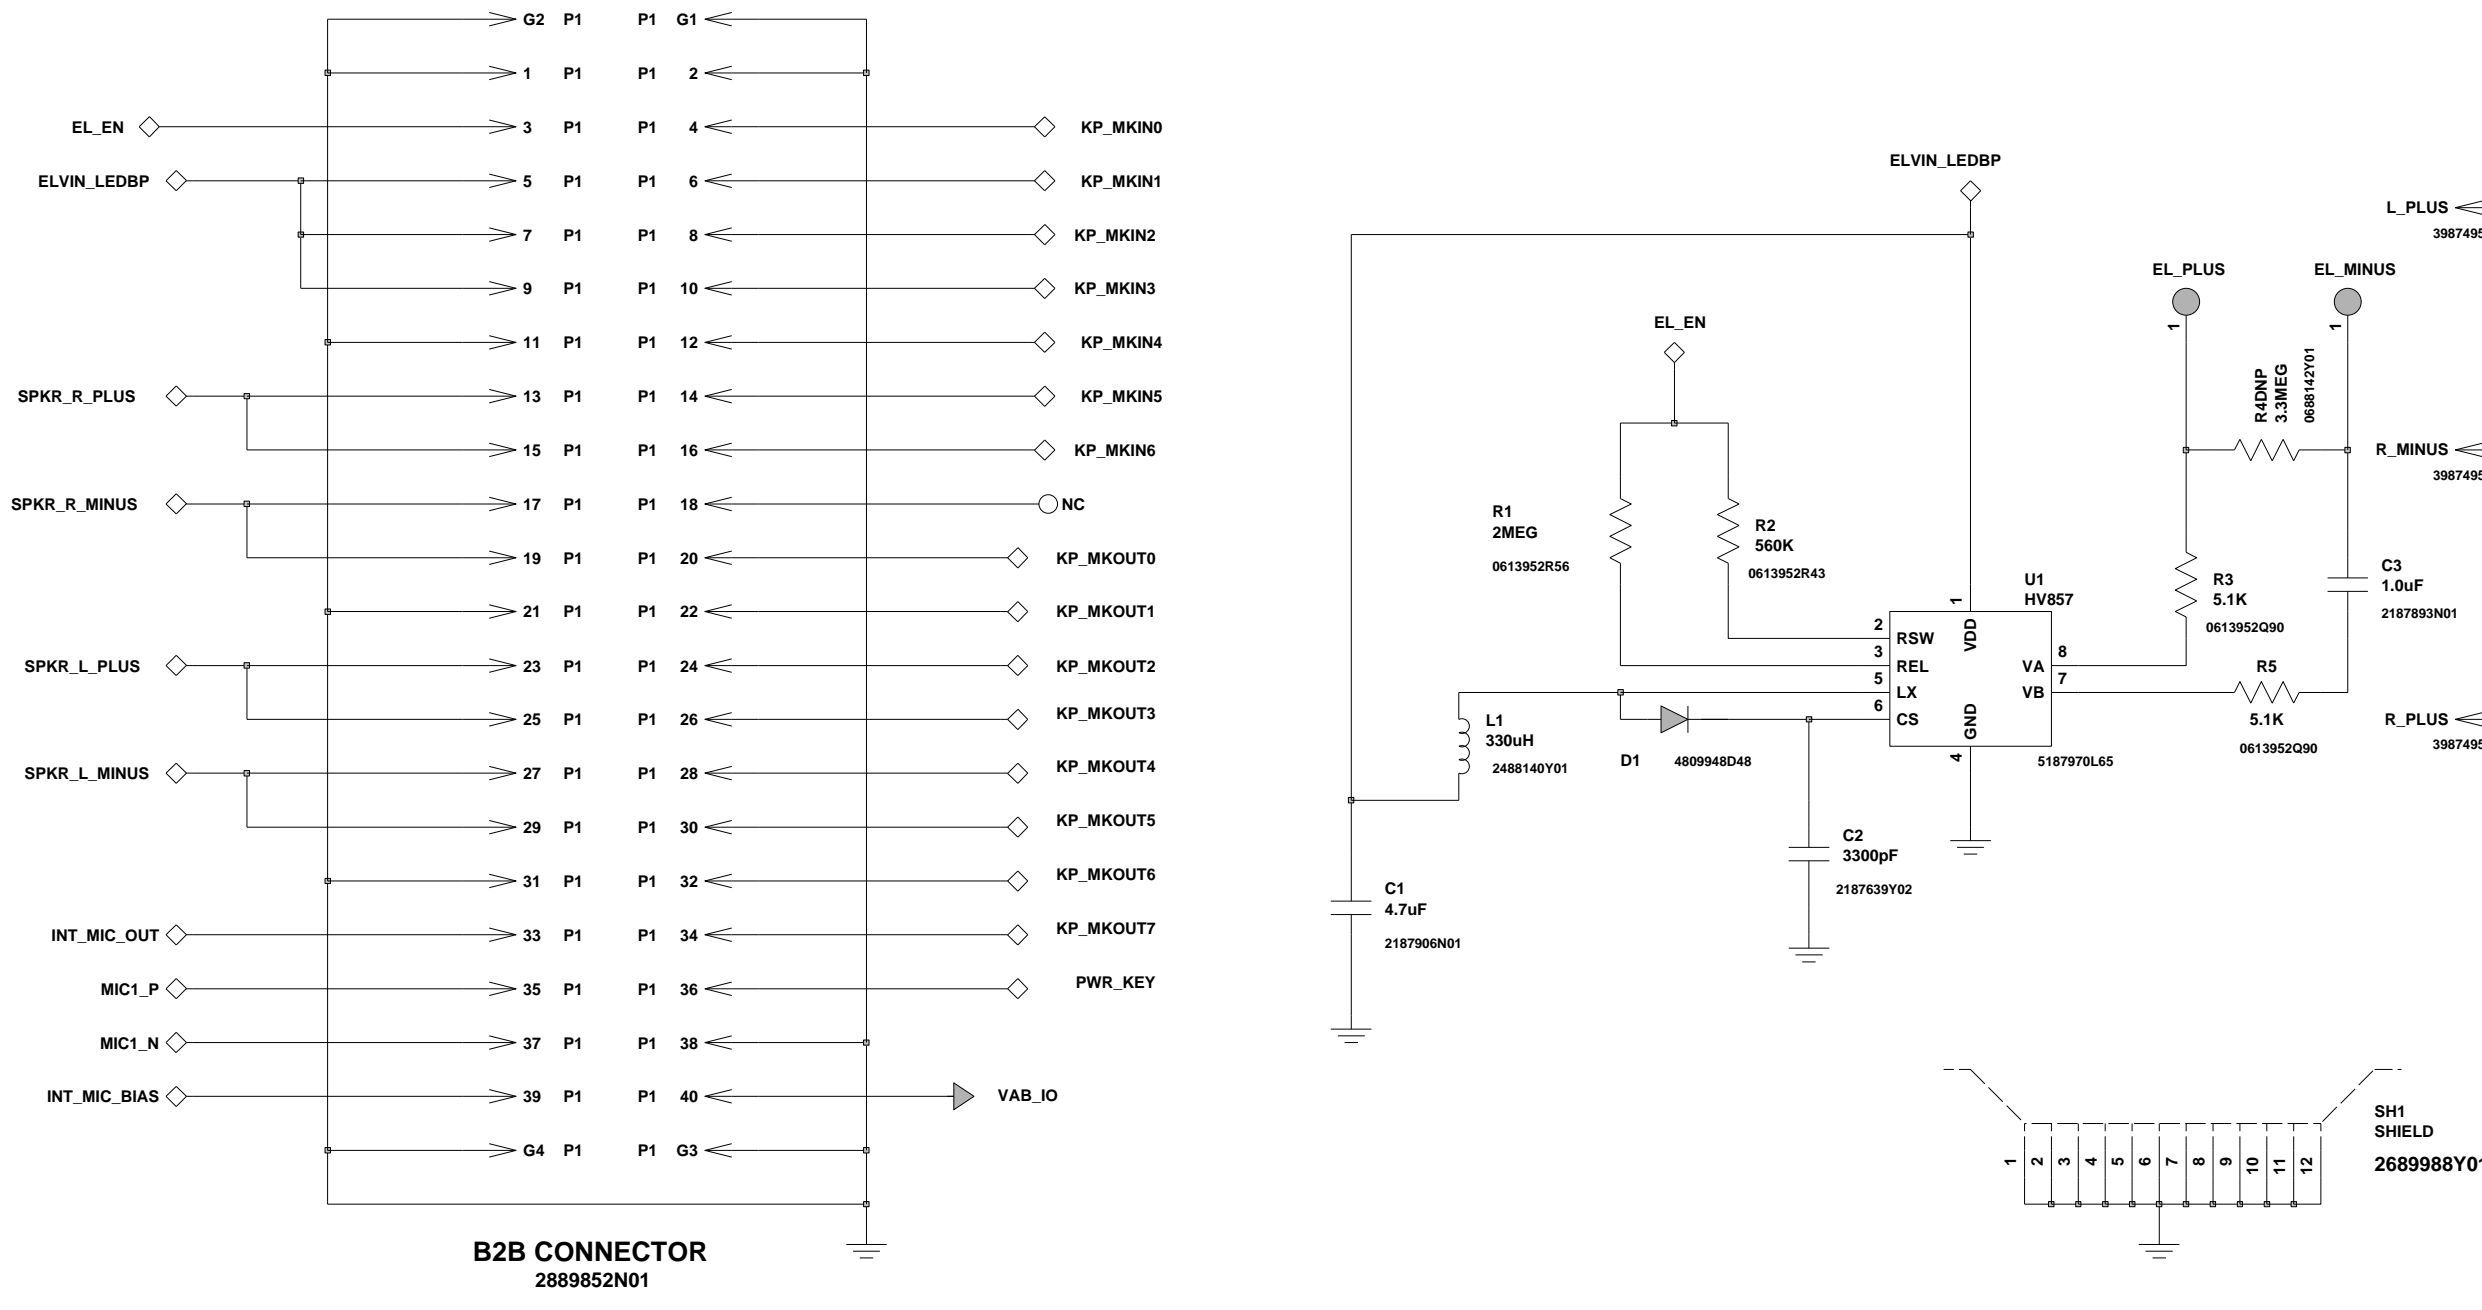 G2 P1 P1 G1
1 P1 P1 2
EL_EN 3 P1 P1 4 KP_MKIN0
ELVIN_LEDBP 5 P1 P1 6 KP_MKIN1
7 P1 P1 8 KP_MKIN2
9 P1 P1 10 KP_MKIN3
11 P1 P1 12 KP_MKIN4
SPKR_R_PLUS 13 P1 P1 14 KP_MKIN5
15 P1 P1 16 KP_MKIN6
SPKR_R_MINUS 17 P1 P1 18 NC
19 P1 P1 20 KP_MKOUT0
21 P1 P1 22 KP_MKOUT1
SPKR_L_PLUS 23 P1 P1 24 KP_MKOUT2
25 P1 P1 26 KP_MKOUT3
SPKR_L_MINUS 27 P1 P1 28 KP_MKOUT4
29 P1 P1 30 KP_MKOUT5
31 P1 P1 32 KP_MKOUT6
INT_MIC_OUT 33 P1 P1 34 KP_MKOUT7
MIC1_P 35 P1 P1 36 PWR_KEY
MIC1_N 37 P1 P1 38
INT_MIC_BIAS 39 P1 P1 40 VAB_IO
G4 P1 P1 G3
B2B CONNECTOR
2889852N01
ELVIN_LEDBP
EL_EN
R1
2MEG
0613952R56
R2
560K
0613952R43
U1
HV857
1
VDD
2 RSW
3 REL
5 LX
6 CS
VA 8
VB 7
GND
4
5187970L65
L1
330uH
2488140Y01
D1 4809948D48
C2
3300pF
2187639Y02
C1
4.7uF
2187906N01
EL_PLUS
1
EL_MINUS
1
R4DNP
3.3MEG
0688142Y01
R3
5.1K
0613952Q90
C3
1.0uF
2187893N01
R5
5.1K
0613952Q90
L_PLUS
3987495
R_MINUS
3987495
R_PLUS
3987495
SH1
SHIELD
2689988Y01
1 2 3 4 5 6 7 8 9 10 11 12